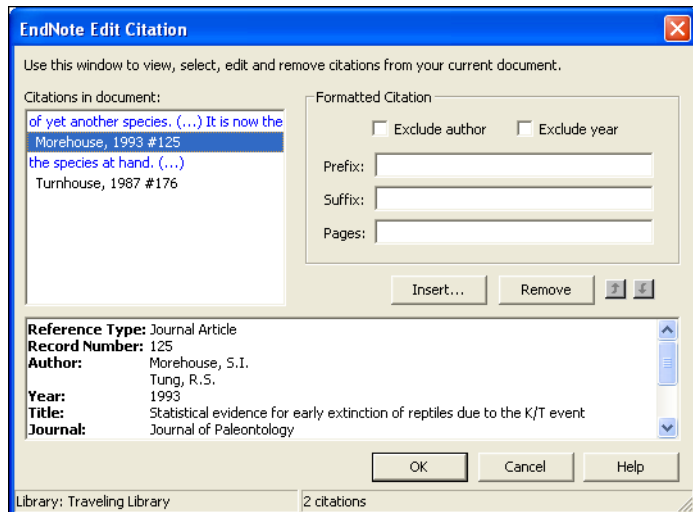 EndNote Edit Citation
Use this window to view, select, edit and remove citations from your current document.
Citations in document:
of yet another species. (...) It is now the
Morehouse, 1993 #125
the species at hand. (...)
Turnhouse, 1987 #176
Formatted Citation
Exclude author
Exclude year
Prefix:
Suffix:
Pages:
Insert...
Remove
Reference Type: Journal Article
Record Number: 125
Author: Morehouse, S.I.
Tung, R.S.
Year: 1993
Title: Statistical evidence for early extinction of reptiles due to the K/T event
Journal: Journal of Paleontology
OK
Cancel
Help
Library: Traveling Library
2 citations